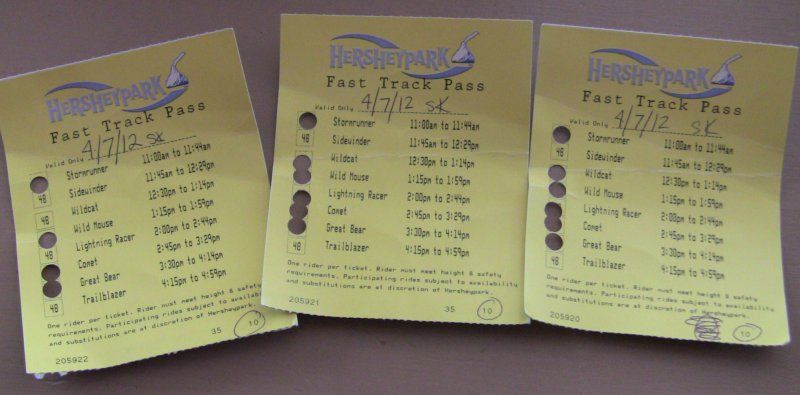 HERSHEYPARK
Fast Track Pass
Valid Only 4/7/12 SK
Stormrunner 11:00am to 11:44am
48 Sidewinder 11:45am to 12:29pm
48 Wildcat 12:30pm to 1:14pm
Wild Mouse 1:15pm to 1:59pm
48 Lightning Racer 2:00pm to 2:44pm
Comet 2:45pm to 3:29pm
Great Bear 3:30pm to 4:14pm
48 Trailblazer 4:15pm to 4:59pm
One rider per ticket. Rider must meet height & safety
requirements. Participating rides subject to availability
and substitutions are at discretion of Hersheypark.
205922 35 10
HERSHEYPARK
Fast Track Pass
Valid Only 4/7/12 SK
Stormrunner 11:00am to 11:44am
48 Sidewinder 11:45am to 12:29pm
Wildcat 12:30pm to 1:14pm
Wild Mouse 1:15pm to 1:59pm
Lightning Racer 2:00pm to 2:44pm
Comet 2:45pm to 3:29pm
Great Bear 3:30pm to 4:14pm
48 Trailblazer 4:15pm to 4:59pm
One rider per ticket. Rider must meet height & safety
requirements. Participating rides subject to availability
and substitutions are at discretion of Hersheypark.
205921 35 10
HERSHEYPARK
Fast Track Pass
Valid Only 4/7/12 SK
Stormrunner 11:00am to 11:44am
48 Sidewinder 11:45am to 12:29pm
Wildcat 12:30pm to 1:14pm
Wild Mouse 1:15pm to 1:59pm
Lightning Racer 2:00pm to 2:44pm
Comet 2:45pm to 3:29pm
Great Bear 3:30pm to 4:14pm
48 Trailblazer 4:15pm to 4:59pm
One rider per ticket. Rider must meet height & safety
requirements. Participating rides subject to availability
and substitutions are at discretion of Hersheypark.
205920 10